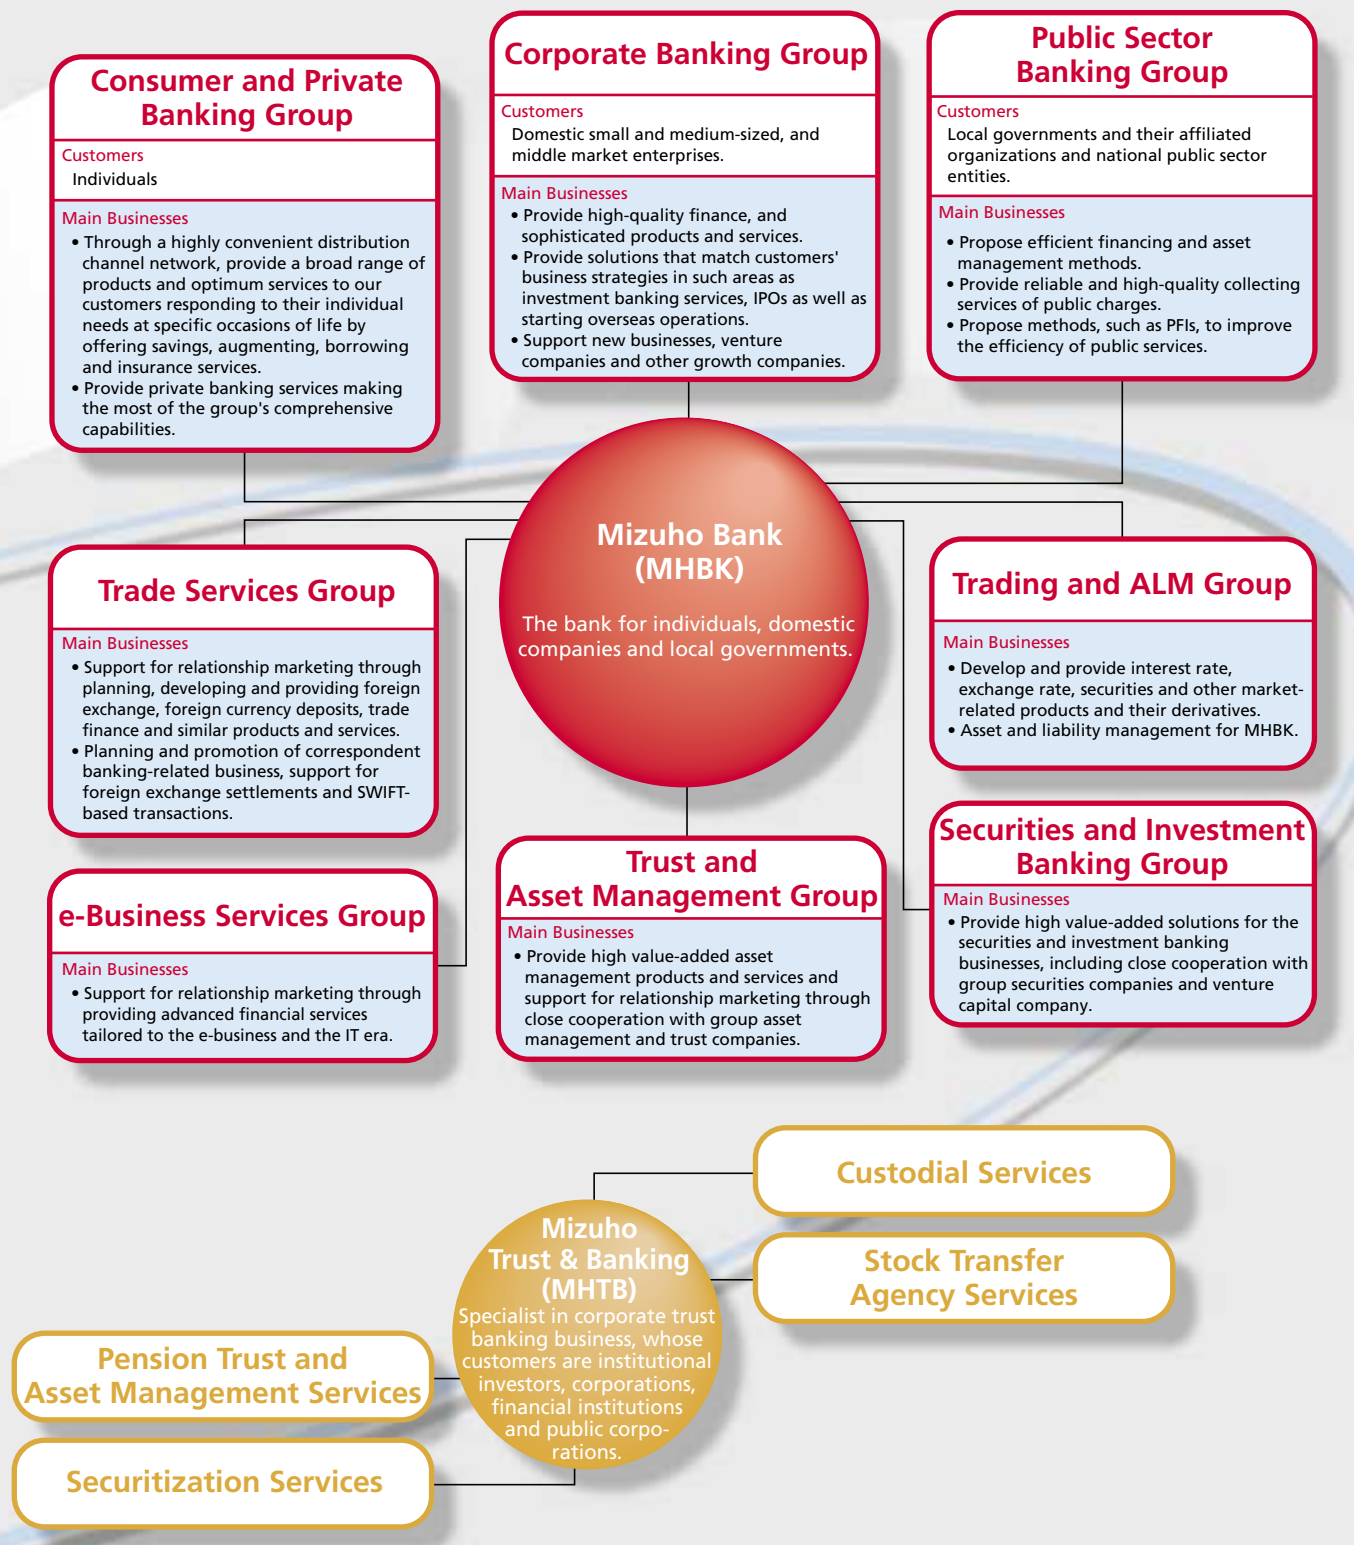 Consumer and Private
Banking Group
Customers
Individuals
Main Businesses
• Through a highly convenient distribution
channel network, provide a broad range of
products and optimum services to our
customers responding to their individual
needs at specific occasions of life by
offering savings, augmenting, borrowing
and insurance services.
• Provide private banking services making
the most of the group's comprehensive
capabilities.
Corporate Banking Group
Customers
Domestic small and medium-sized, and
middle market enterprises.
Main Businesses
• Provide high-quality finance, and
sophisticated products and services.
• Provide solutions that match customers'
business strategies in such areas as
investment banking services, IPOs as well as
starting overseas operations.
• Support new businesses, venture
companies and other growth companies.
Public Sector
Banking Group
Customers
Local governments and their affiliated
organizations and national public sector
entities.
Main Businesses
• Propose efficient financing and asset
management methods.
• Provide reliable and high-quality collecting
services of public charges.
• Propose methods, such as PFIs, to improve
the efficiency of public services.
Mizuho Bank
(MHBK)
The bank for individuals, domestic
companies and local governments.
Trade Services Group
Main Businesses
• Support for relationship marketing through
planning, developing and providing foreign
exchange, foreign currency deposits, trade
finance and similar products and services.
• Planning and promotion of correspondent
banking-related business, support for
foreign exchange settlements and SWIFT-
based transactions.
Trading and ALM Group
Main Businesses
• Develop and provide interest rate,
exchange rate, securities and other market-
related products and their derivatives.
• Asset and liability management for MHBK.
e-Business Services Group
Main Businesses
• Support for relationship marketing through
providing advanced financial services
tailored to the e-business and the IT era.
Trust and
Asset Management Group
Main Businesses
• Provide high value-added asset
management products and services and
support for relationship marketing through
close cooperation with group asset
management and trust companies.
Securities and Investment
Banking Group
Main Businesses
• Provide high value-added solutions for the
securities and investment banking
businesses, including close cooperation with
group securities companies and venture
capital company.
Custodial Services
Stock Transfer
Agency Services
Mizuho
Trust & Banking
(MHTB)
Specialist in corporate trust
banking business, whose
customers are institutional
investors, corporations,
financial institutions
and public corpo-
rations.
Pension Trust and
Asset Management Services
Securitization Services